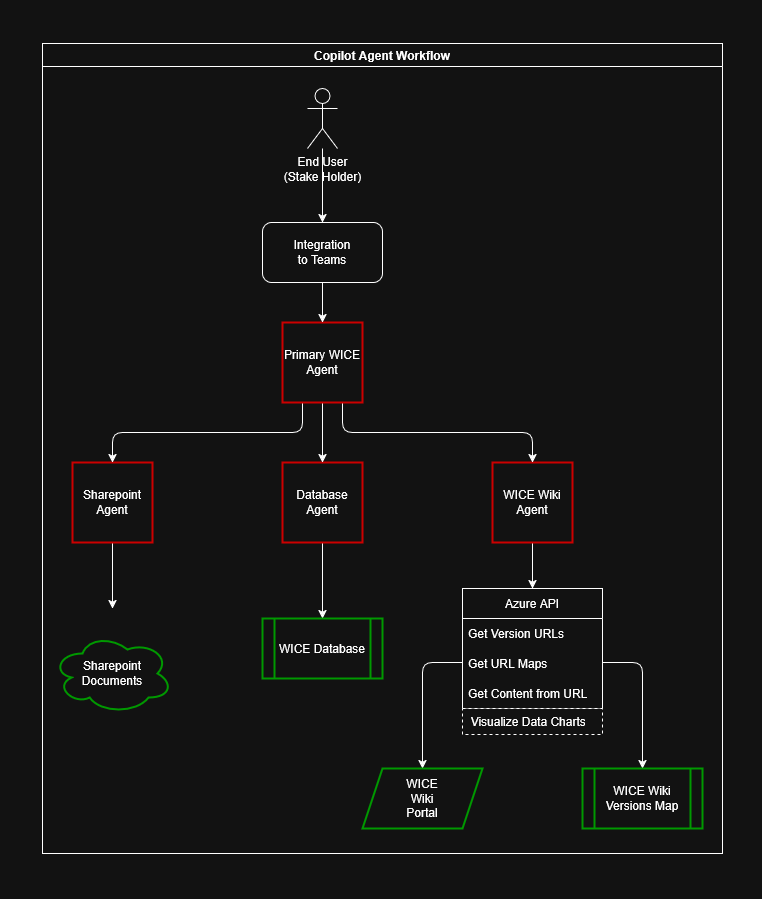 Copilot Agent Workflow
End User
(Stake Holder)
Integration
to Teams
Primary WICE
Agent
Sharepoint
Agent
Database
Agent
WICE Wiki
Agent
Azure API
Get Version URLs
Get URL Maps
Get Content from URL
Visualize Data Charts
WICE Database
Sharepoint
Documents
WICE
Wiki
Portal
WICE Wiki
Versions Map